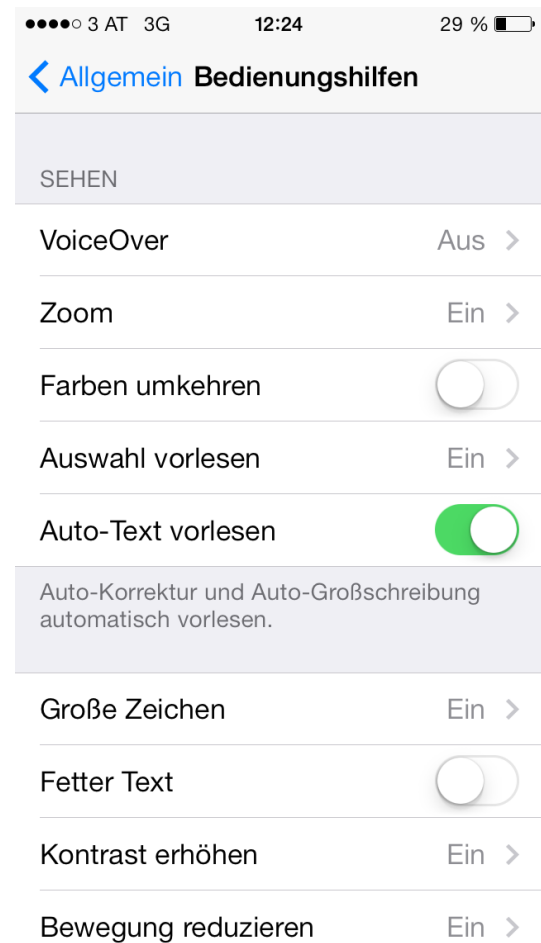 3 AT 3G 12:24 29 %
Allgemein Bedienungshilfen
SEHEN
VoiceOver Aus
Zoom Ein
Farben umkehren
Auswahl vorlesen Ein
Auto-Text vorlesen
Auto-Korrektur und Auto-Großschreibung
automatisch vorlesen.
Große Zeichen Ein
Fetter Text
Kontrast erhöhen Ein
Bewegung reduzieren Ein